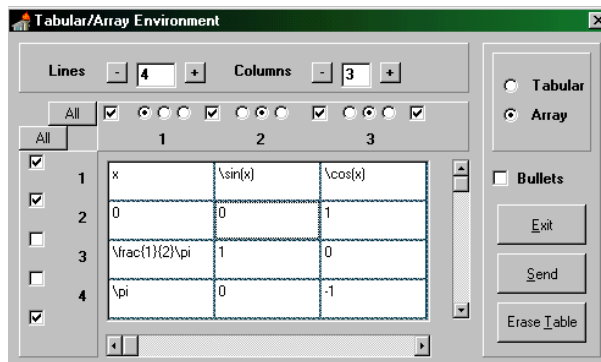 Tabular/Array Environment
Lines - 4 + Columns - 3 +
Tabular
All
Array
All 1 2 3
1 x \sin(x) \cos(x)
Bullets
2 0 0 1
Exit
3 \frac{1}{2}\pi 1 0
Send
4 \pi 0 -1
Erase Table